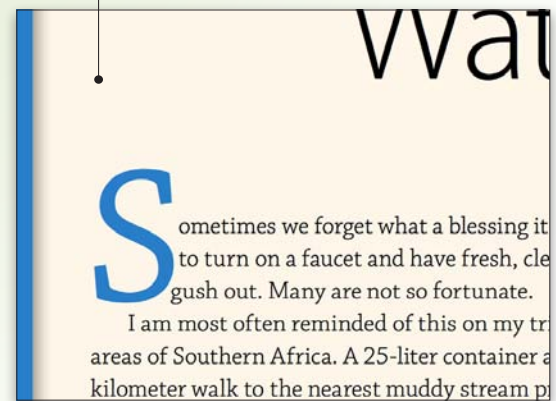 Wat
Sometimes we forget what a blessing it
to turn on a faucet and have fresh, cle
gush out. Many are not so fortunate.
I am most often reminded of this on my tri
areas of Southern Africa. A 25-liter container a
kilometer walk to the nearest muddy stream p